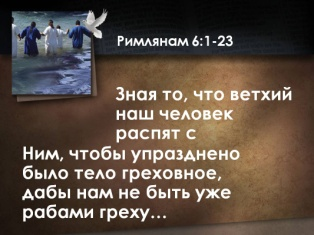 Римлянам 6:1-23
Зная то, что ветхий
наш человек
распят с
Ним, чтобы упразднено
было тело греховное,
дабы нам не быть уже
рабами греху…